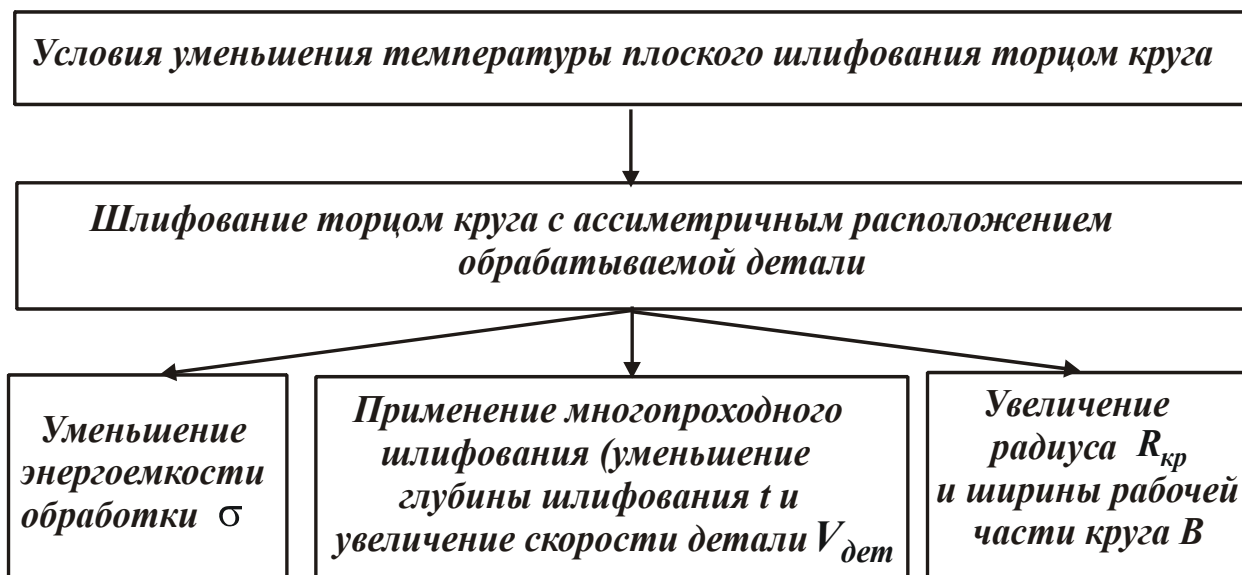 Условия уменьшения температуры плоского шлифования торцом круга
Шлифование торцом круга с ассиметричным расположением
обрабатываемой детали
Уменьшение
энергоемкости
обработки σ
Применение многопроходного
шлифования (уменьшение
глубины шлифования t и
увеличение скорости детали V дет
Увеличение
радиуса R кр
и ширины рабочей
части круга В